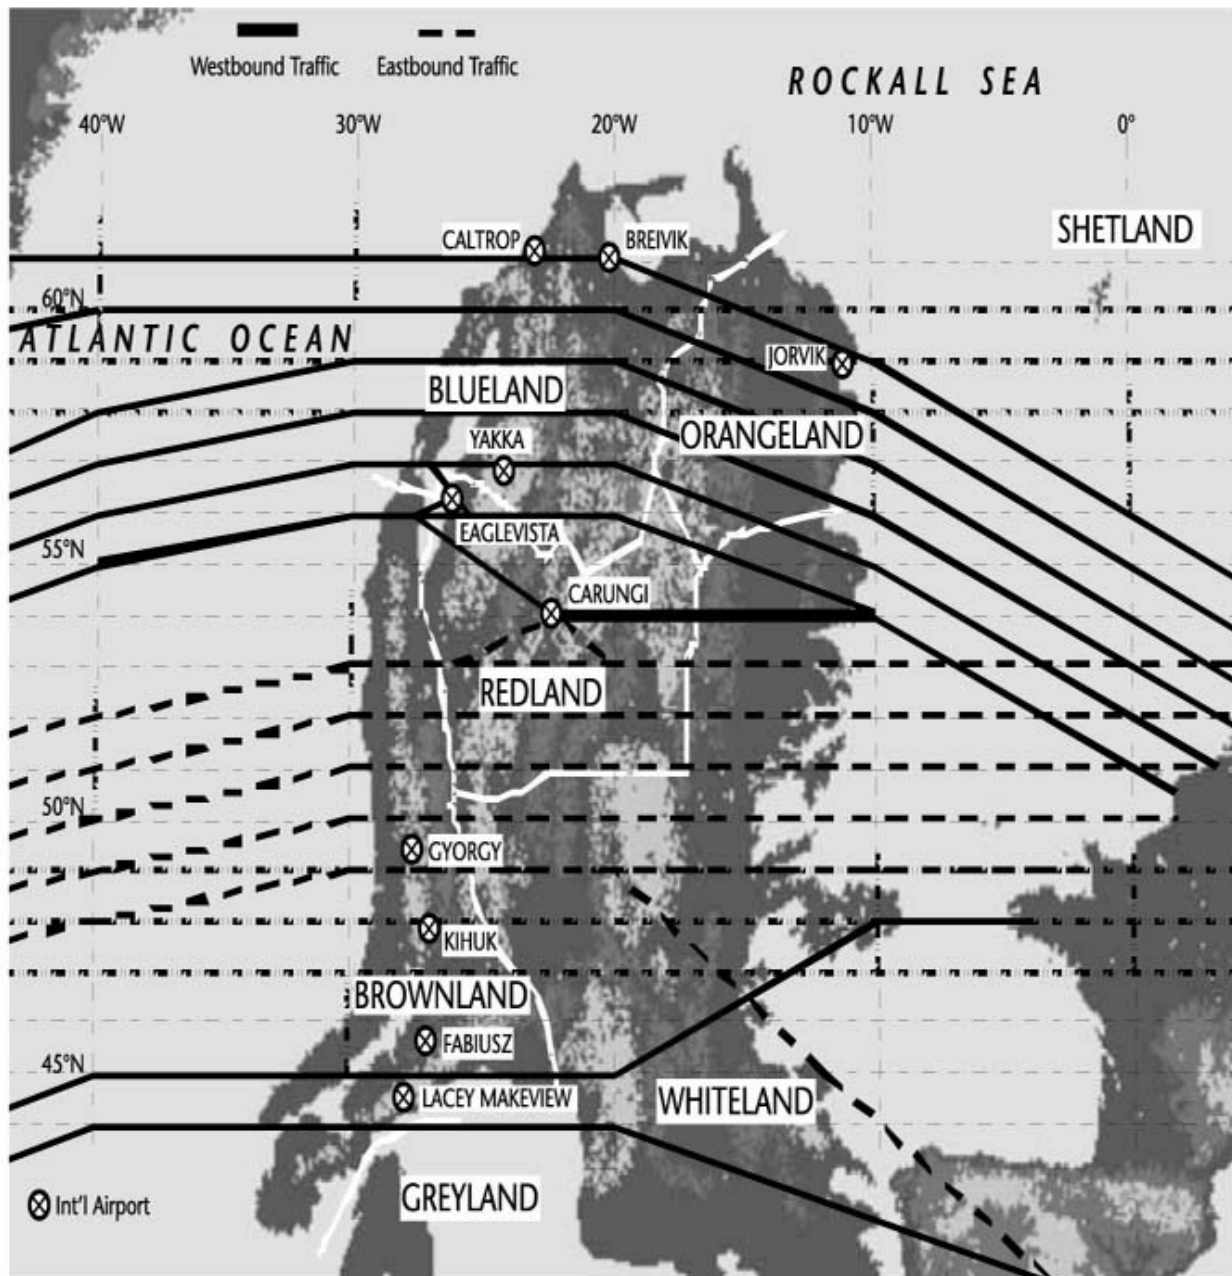 Westbound Traffic
Eastbound Traffic
ROCKALL SEA
40°W
30°W
20°W
10°W
0°
SHETLAND
CALTROP
BREIVIK
60°N
ATLANTIC OCEAN
JORVIK
BLUELAND
YAKKA
ORANGELAND
EAGLEVISTA
55°N
CARUNGI
REDLAND
50°N
GYORGY
KIHUK
BROWNLAND
FABIUSZ
45°N
LACEY MAKEVIEW
WHITELAND
GREYLAND
Int'l Airport